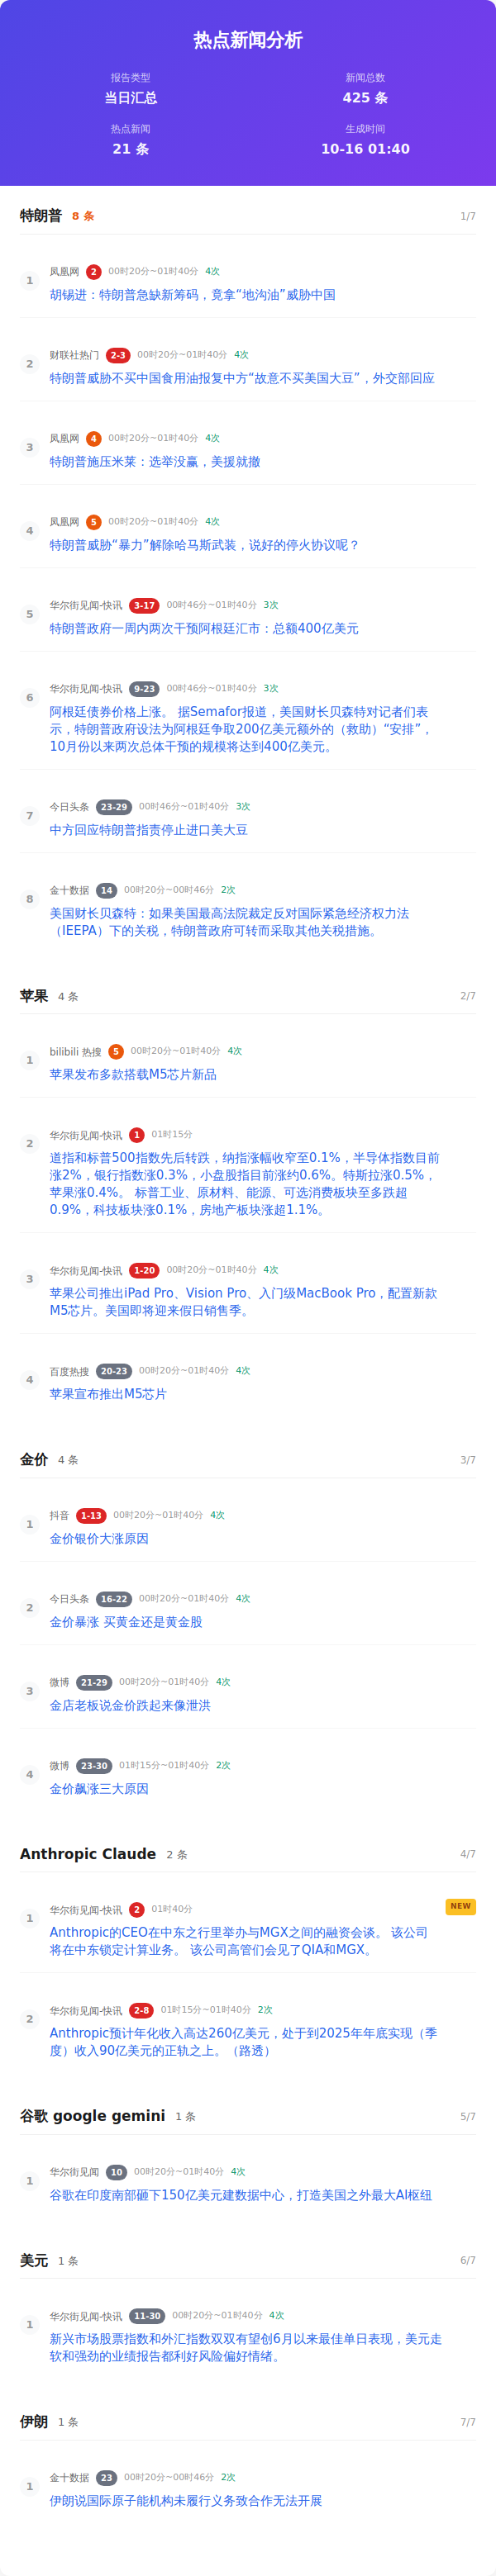 热点新闻分析
报告类型
新闻总数
当日汇总
425 条
热点新闻
生成时间
21 条
10-16 01:40
特朗普 8 条 1/7
1
凤凰网 2 00时20分~01时40分 4次
胡锡进：特朗普急缺新筹码，竟拿“地沟油”威胁中国
2
财联社热门 2-3 00时20分~01时40分 4次
特朗普威胁不买中国食用油报复中方“故意不买美国大豆”，外交部回应
3
凤凰网 4 00时20分~01时40分 4次
特朗普施压米莱：选举没赢，美援就撤
4
凤凰网 5 00时20分~01时40分 4次
特朗普威胁“暴力”解除哈马斯武装，说好的停火协议呢？
5
华尔街见闻-快讯 3-17 00时46分~01时40分 3次
特朗普政府一周内两次干预阿根廷汇市：总额400亿美元
6
华尔街见闻-快讯 9-23 00时46分~01时40分 3次
阿根廷债券价格上涨。 据Semafor报道，美国财长贝森特对记者们表
示，特朗普政府设法为阿根廷争取200亿美元额外的（救助）“安排”，
10月份以来两次总体干预的规模将达到400亿美元。
7
今日头条 23-29 00时46分~01时40分 3次
中方回应特朗普指责停止进口美大豆
8
金十数据 14 00时20分~00时46分 2次
美国财长贝森特：如果美国最高法院裁定反对国际紧急经济权力法
（IEEPA）下的关税，特朗普政府可转而采取其他关税措施。
苹果 4 条 2/7
1
bilibili 热搜 5 00时20分~01时40分 4次
苹果发布多款搭载M5芯片新品
2
华尔街见闻-快讯 1 01时15分
道指和标普500指数先后转跌，纳指涨幅收窄至0.1%，半导体指数目前
涨2%，银行指数涨0.3%，小盘股指目前涨约0.6%。特斯拉涨0.5%，
苹果涨0.4%。 标普工业、原材料、能源、可选消费板块至多跌超
0.9%，科技板块涨0.1%，房地产板块涨超1.1%。
3
华尔街见闻-快讯 1-20 00时20分~01时40分 4次
苹果公司推出iPad Pro、Vision Pro、入门级MacBook Pro，配置新款
M5芯片。美国即将迎来假日销售季。
4
百度热搜 20-23 00时20分~01时40分 4次
苹果宣布推出M5芯片
金价 4 条 3/7
1
抖音 1-13 00时20分~01时40分 4次
金价银价大涨原因
2
今日头条 16-22 00时20分~01时40分 4次
金价暴涨 买黄金还是黄金股
3
微博 21-29 00时20分~01时40分 4次
金店老板说金价跌起来像泄洪
4
微博 23-30 01时15分~01时40分 2次
金价飙涨三大原因
Anthropic Claude 2 条 4/7
1
华尔街见闻-快讯 2 01时40分 NEW
Anthropic的CEO在中东之行里举办与MGX之间的融资会谈。 该公司
将在中东锁定计算业务。 该公司高管们会见了QIA和MGX。
2
华尔街见闻-快讯 2-8 01时15分~01时40分 2次
Anthropic预计年化收入高达260亿美元，处于到2025年年底实现（季
度）收入90亿美元的正轨之上。（路透）
谷歌 google gemini 1 条 5/7
1
华尔街见闻 10 00时20分~01时40分 4次
谷歌在印度南部砸下150亿美元建数据中心，打造美国之外最大AI枢纽
美元 1 条 6/7
1
华尔街见闻-快讯 11-30 00时20分~01时40分 4次
新兴市场股票指数和外汇指数双双有望创6月以来最佳单日表现，美元走
软和强劲的业绩报告都利好风险偏好情绪。
伊朗 1 条 7/7
1
金十数据 23 00时20分~00时46分 2次
伊朗说国际原子能机构未履行义务致合作无法开展